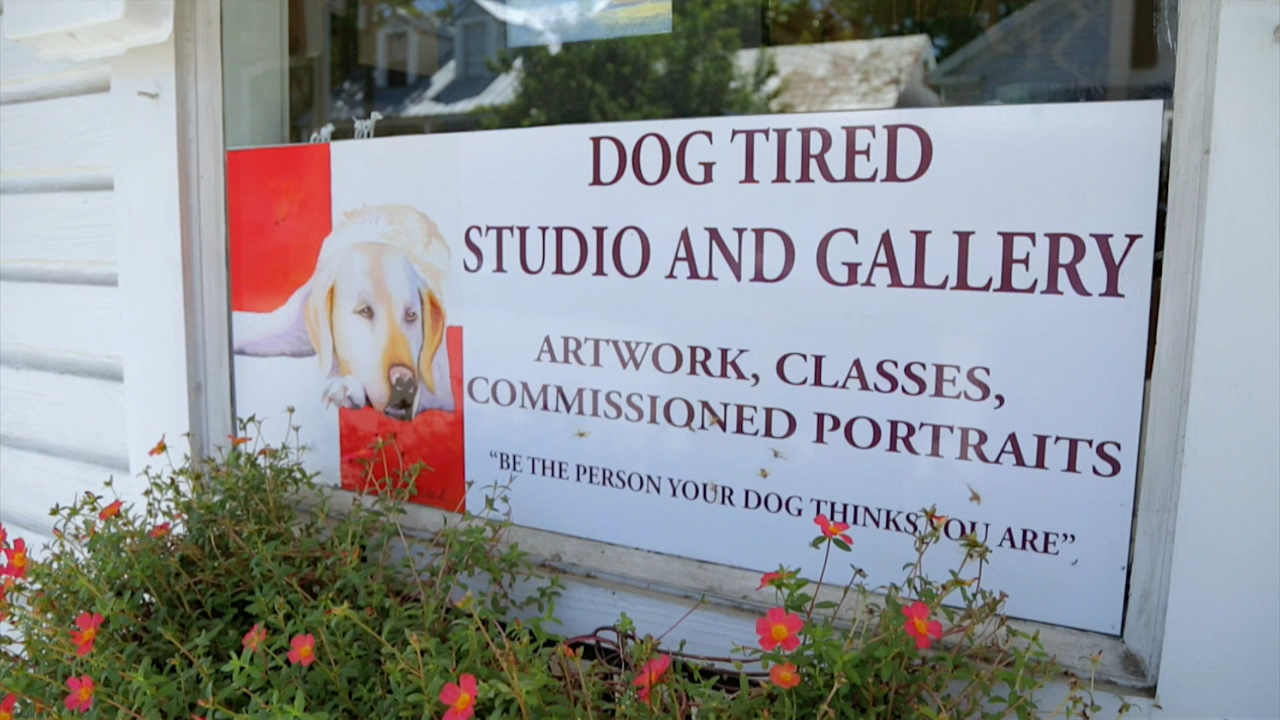 DOG TIRED
STUDIO AND GALLERY
ARTWORK, CLASSES,
COMMISSIONED PORTRAITS
“BE THE PERSON YOUR DOG THINKS YOU ARE”